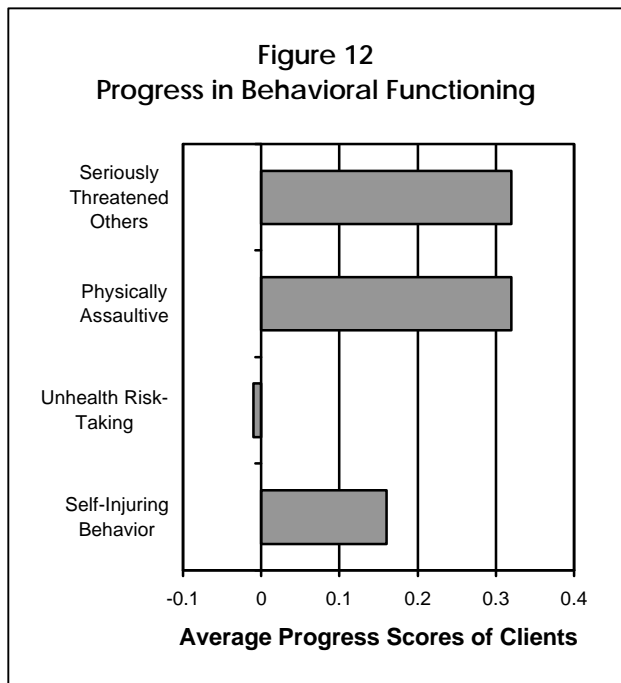 Figure 12
Progress in Behavioral Functioning
Seriously
Threatened
Others
Physically
Assaultive
Unhealth Risk-
Taking
Self-Injuring
Behavior
-0.1 0 0.1 0.2 0.3 0.4
Average Progress Scores of Clients